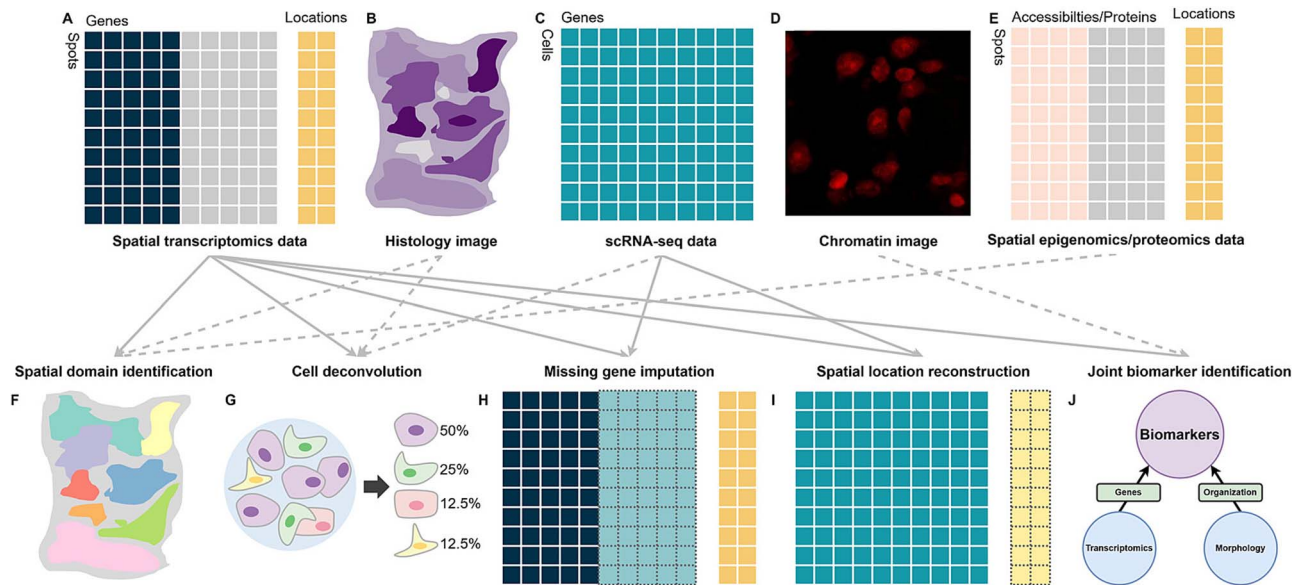 A
Genes
Locations
Spots
B
C
Genes
Cells
D
E
Accessibilties/Proteins
Locations
Spots
Spatial transcriptomics data
Histology image
scRNA-seq data
Chromatin image
Spatial epigenomics/proteomics data
Spatial domain identification
Cell deconvolution
Missing gene imputation
Spatial location reconstruction
Joint biomarker identification
F
G
50%
25%
12.5%
12.5%
H
I
J
Biomarkers
Genes
Organization
Transcriptomics
Morphology